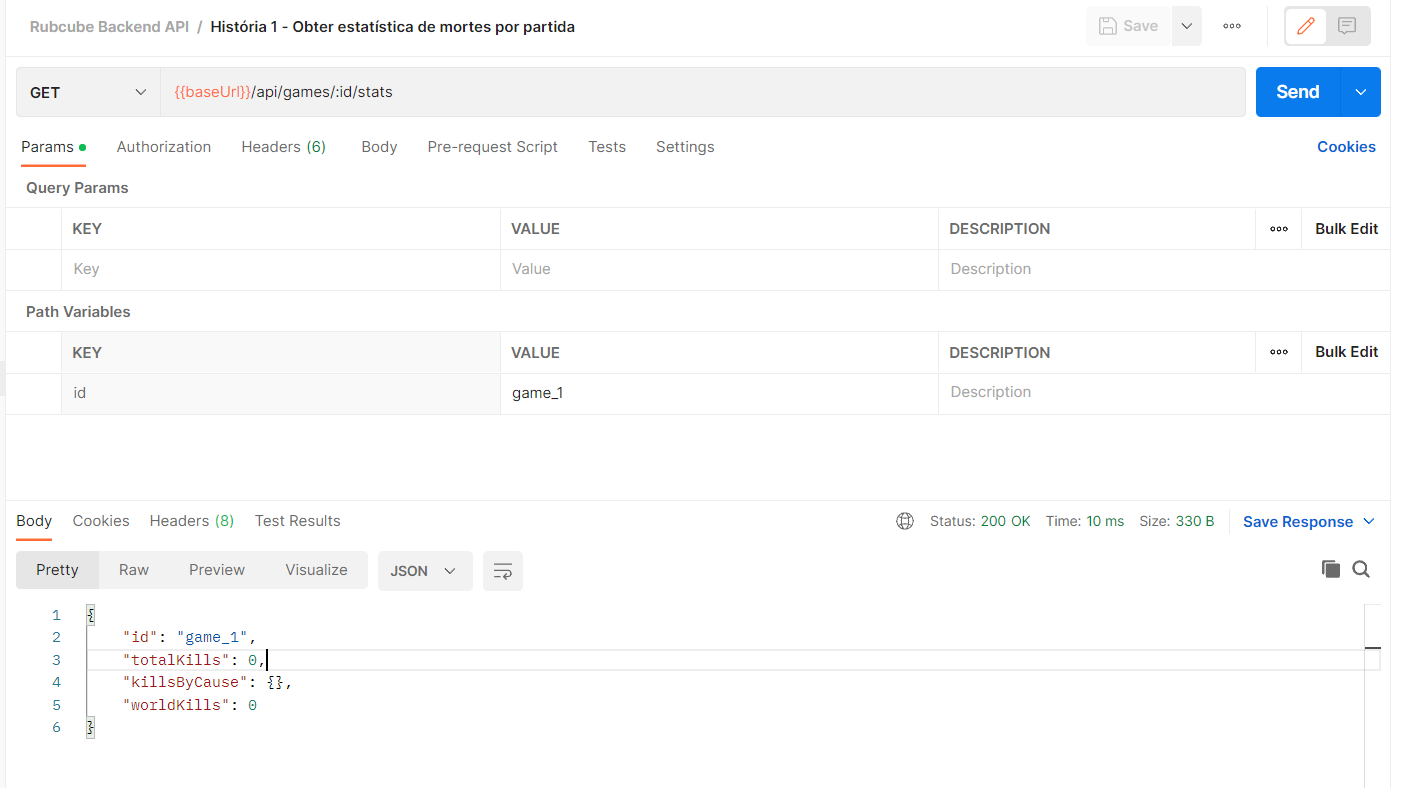 Rubcube Backend API / História 1 - Obter estatística de mortes por partida
Save
GET
{{baseUrl}}/api/games/:id/stats
Send
Params Authorization Headers (6) Body Pre-request Script Tests Settings Cookies
Query Params
KEY VALUE DESCRIPTION Bulk Edit
Key Value Description
Path Variables
KEY VALUE DESCRIPTION Bulk Edit
id game_1 Description
Body Cookies Headers (8) Test Results Status: 200 OK Time: 10 ms Size: 330 B Save Response
Pretty Raw Preview Visualize JSON
1 {
2 "id": "game_1",
3 "totalKills": 0,
4 "killsByCause": {},
5 "worldKills": 0
6 }